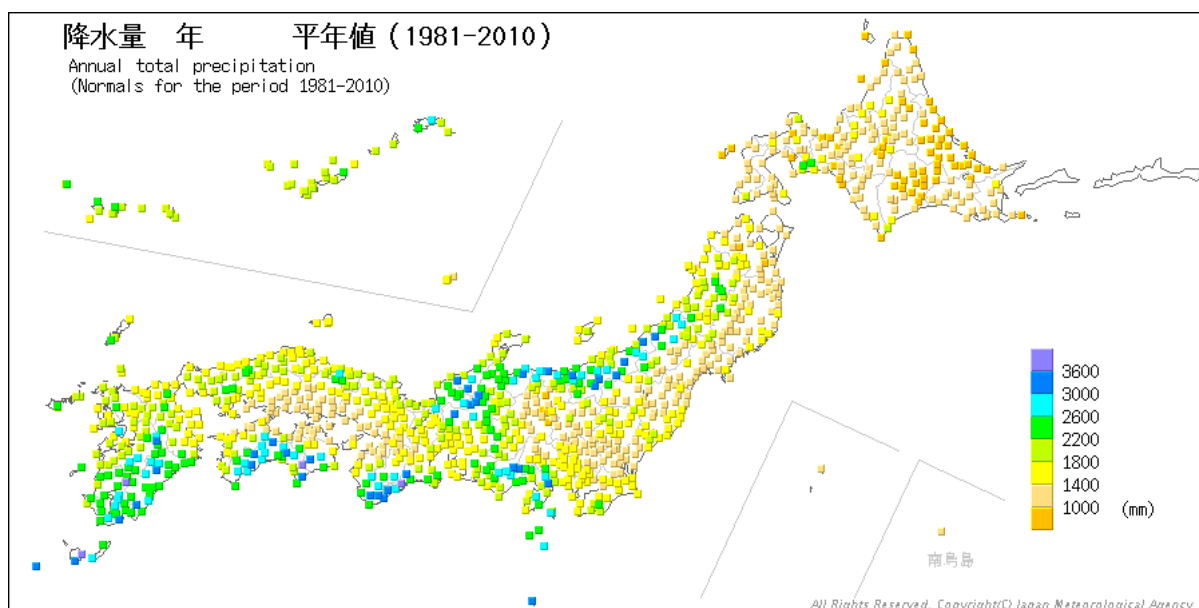 降水量 年 平年値 (1981-2010)
Annual total precipitation
(Normals for the period 1981-2010)
3600
3000
2600
2200
1800
1400
1000 (mm)
南鳥島
All Rights Reserved. Copyright(C) Japan Meteorological Agency